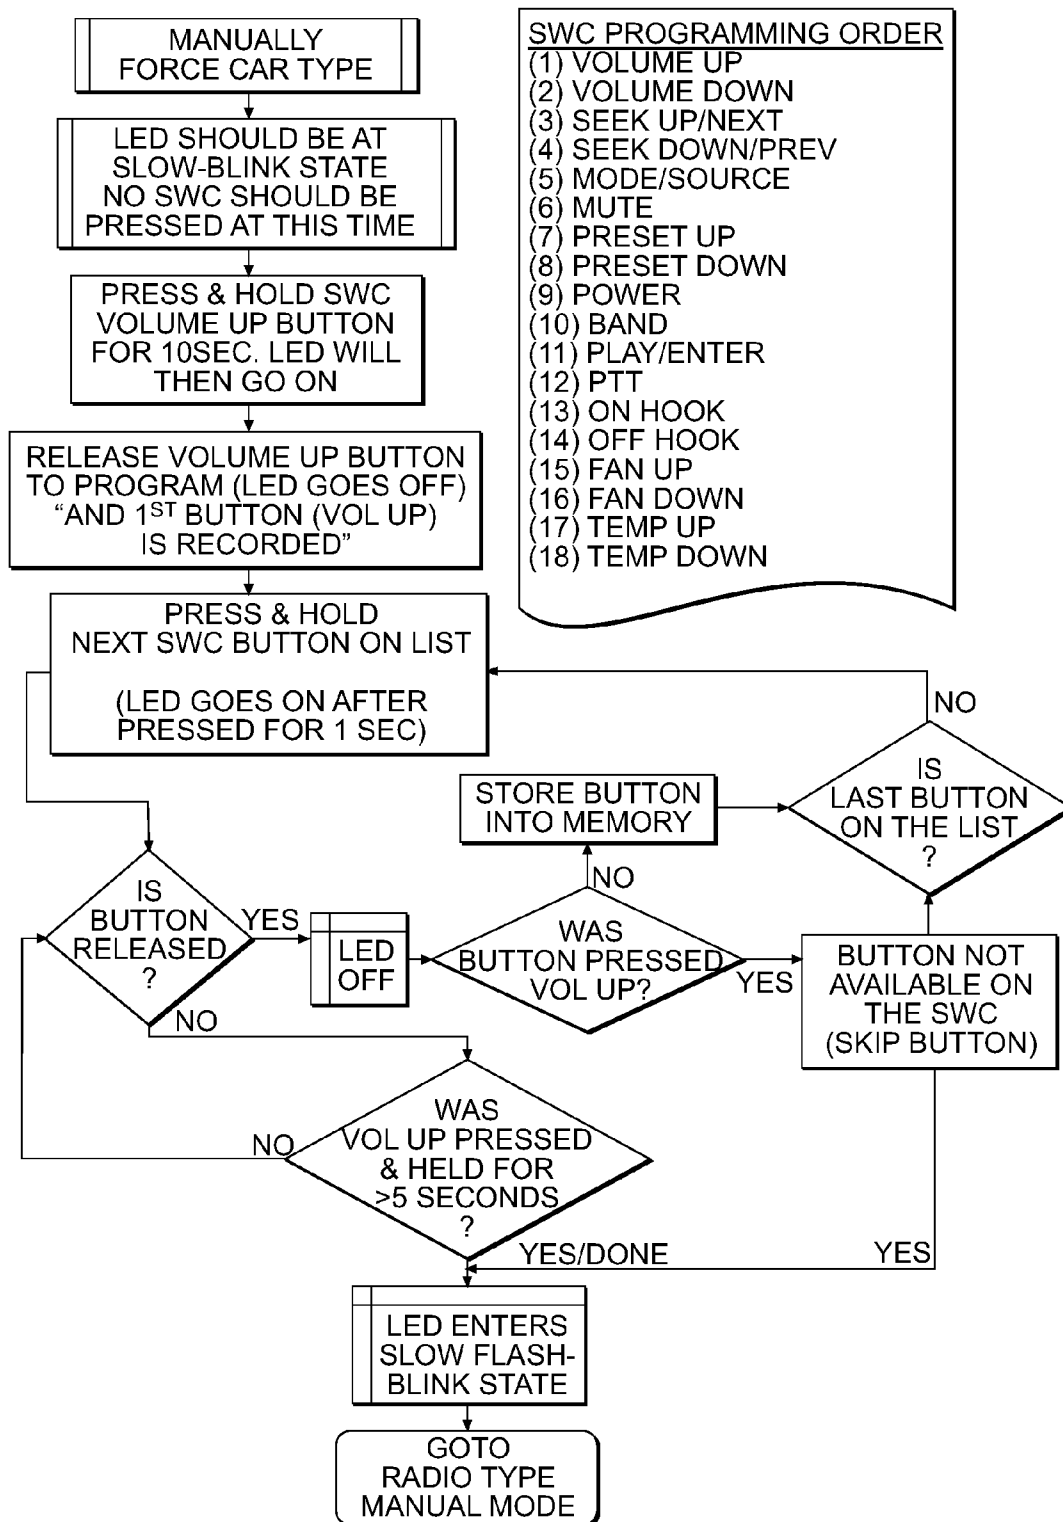 MANUALLY
FORCE CAR TYPE
LED SHOULD BE AT
SLOW-BLINK STATE
NO SWC SHOULD BE
PRESSED AT THIS TIME
PRESS & HOLD SWC
VOLUME UP BUTTON
FOR 10SEC. LED WILL
THEN GO ON
RELEASE VOLUME UP BUTTON
TO PROGRAM (LED GOES OFF)
“AND 1ST BUTTON (VOL UP)
IS RECORDED”
PRESS & HOLD
NEXT SWC BUTTON ON LIST
(LED GOES ON AFTER
PRESSED FOR 1 SEC)
SWC PROGRAMMING ORDER
(1) VOLUME UP
(2) VOLUME DOWN
(3) SEEK UP/NEXT
(4) SEEK DOWN/PREV
(5) MODE/SOURCE
(6) MUTE
(7) PRESET UP
(8) PRESET DOWN
(9) POWER
(10) BAND
(11) PLAY/ENTER
(12) PTT
(13) ON HOOK
(14) OFF HOOK
(15) FAN UP
(16) FAN DOWN
(17) TEMP UP
(18) TEMP DOWN
NO
IS
LAST BUTTON
ON THE LIST
?
STORE BUTTON
INTO MEMORY
NO
IS
BUTTON
RELEASED
?
YES
LED
OFF
WAS
BUTTON PRESSED
VOL UP?
YES
BUTTON NOT
AVAILABLE ON
THE SWC
(SKIP BUTTON)
NO
WAS
VOL UP PRESSED
& HELD FOR
>5 SECONDS
?
NO
YES/DONE
YES
LED ENTERS
SLOW FLASH-
BLINK STATE
GOTO
RADIO TYPE
MANUAL MODE